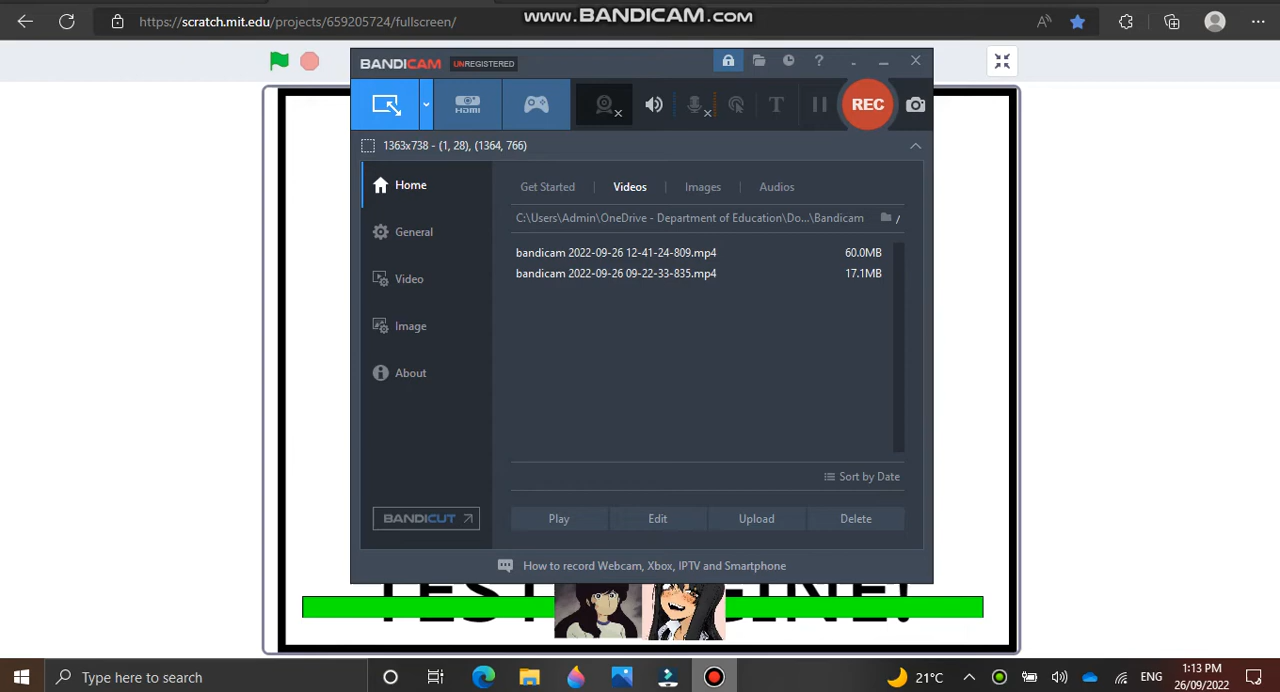 https://scratch.mit.edu/projects/659205724/fullscreen/
www.BANDICAM.com
BANDICAM UNREGISTERED
HDMI
REC
1363x738 - (1, 28), (1364, 766)
Home
General
Video
Image
About
BANDICUT
Get Started
Videos
Images
Audios
C:\Users\Admin\OneDrive - Department of Education\Do...\Bandicam
bandicam 2022-09-26 12-41-24-809.mp4 60.0MB
bandicam 2022-09-26 09-22-33-835.mp4 17.1MB
Sort by Date
Play
Edit
Upload
Delete
How to record Webcam, Xbox, IPTV and Smartphone
Type here to search
21°C
ENG
1:13 PM
26/09/2022